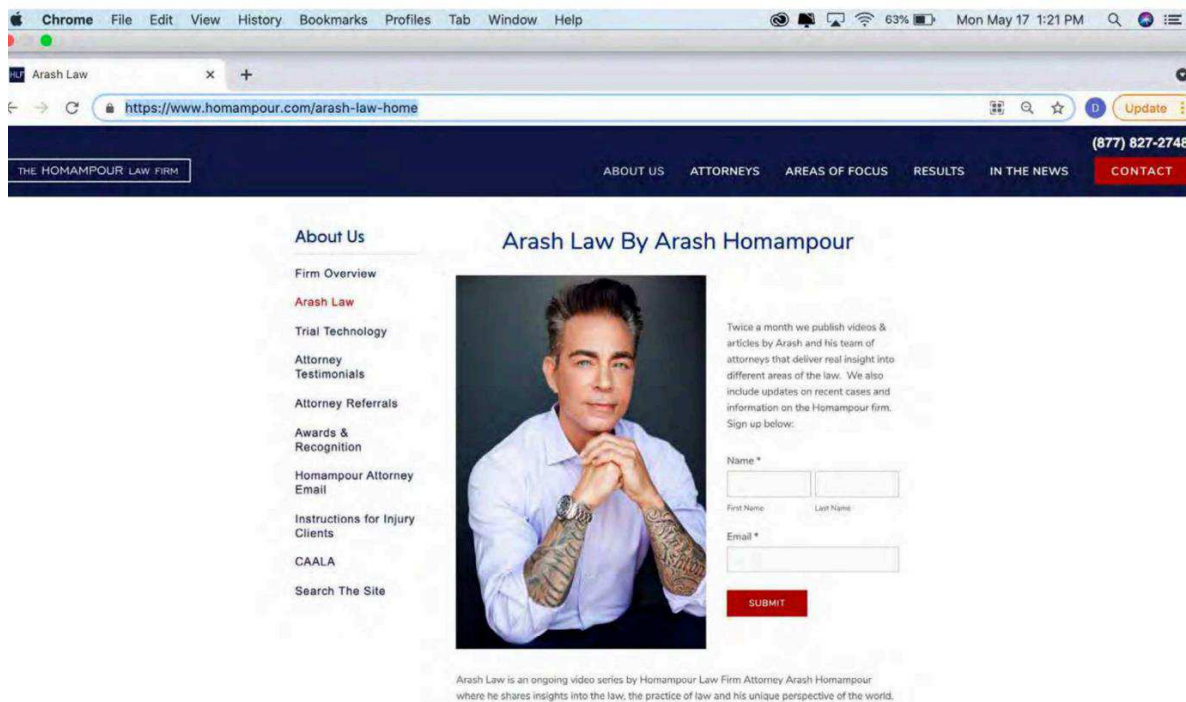 Chrome File Edit View History Bookmarks Profiles Tab Window Help 63% Mon May 17 1:21 PM
HLF Arash Law
https://www.homampour.com/arash-law-home D Update
(877) 827-2748
THE HOMAMPOUR LAW FIRM ABOUT US ATTORNEYS AREAS OF FOCUS RESULTS IN THE NEWS CONTACT
About Us
Firm Overview
Arash Law
Trial Technology
Attorney
Testimonials
Attorney Referrals
Awards &
Recognition
Homampour Attorney
Email
Instructions for Injury
Clients
CAALA
Search The Site
Arash Law By Arash Homampour
Twice a month we publish videos &
articles by Arash and his team of
attorneys that deliver real insight into
different areas of the law. We also
include updates on recent cases and
information on the Homampour firm.
Sign up below:
Name *
First Name Last Name
Email *
SUBMIT
Arash Law is an ongoing video series by Homampour Law Firm Attorney Arash Homampour
where he shares insights into the law, the practice of law and his unique perspective of the world.